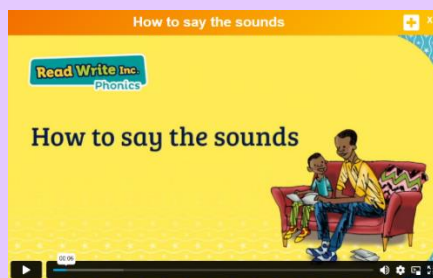 How to say the sounds
Read Write Inc.
Phonics
How to say the sounds
00:06